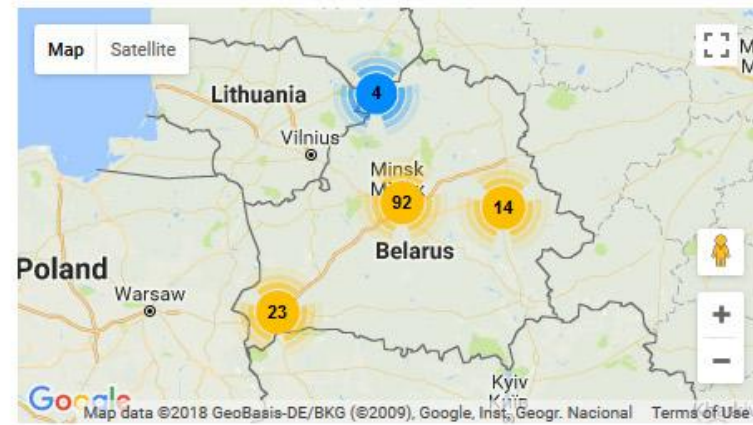 Map Satellite
M
M
4
Lithuania
Vilnius
Minsk
92
14
Belarus
Poland
Warsaw
23
+
−
Kyiv
Google
Map data ©2018 GeoBasis-DE/BKG (©2009), Google, Inst. Geogr. Nacional Terms of Use